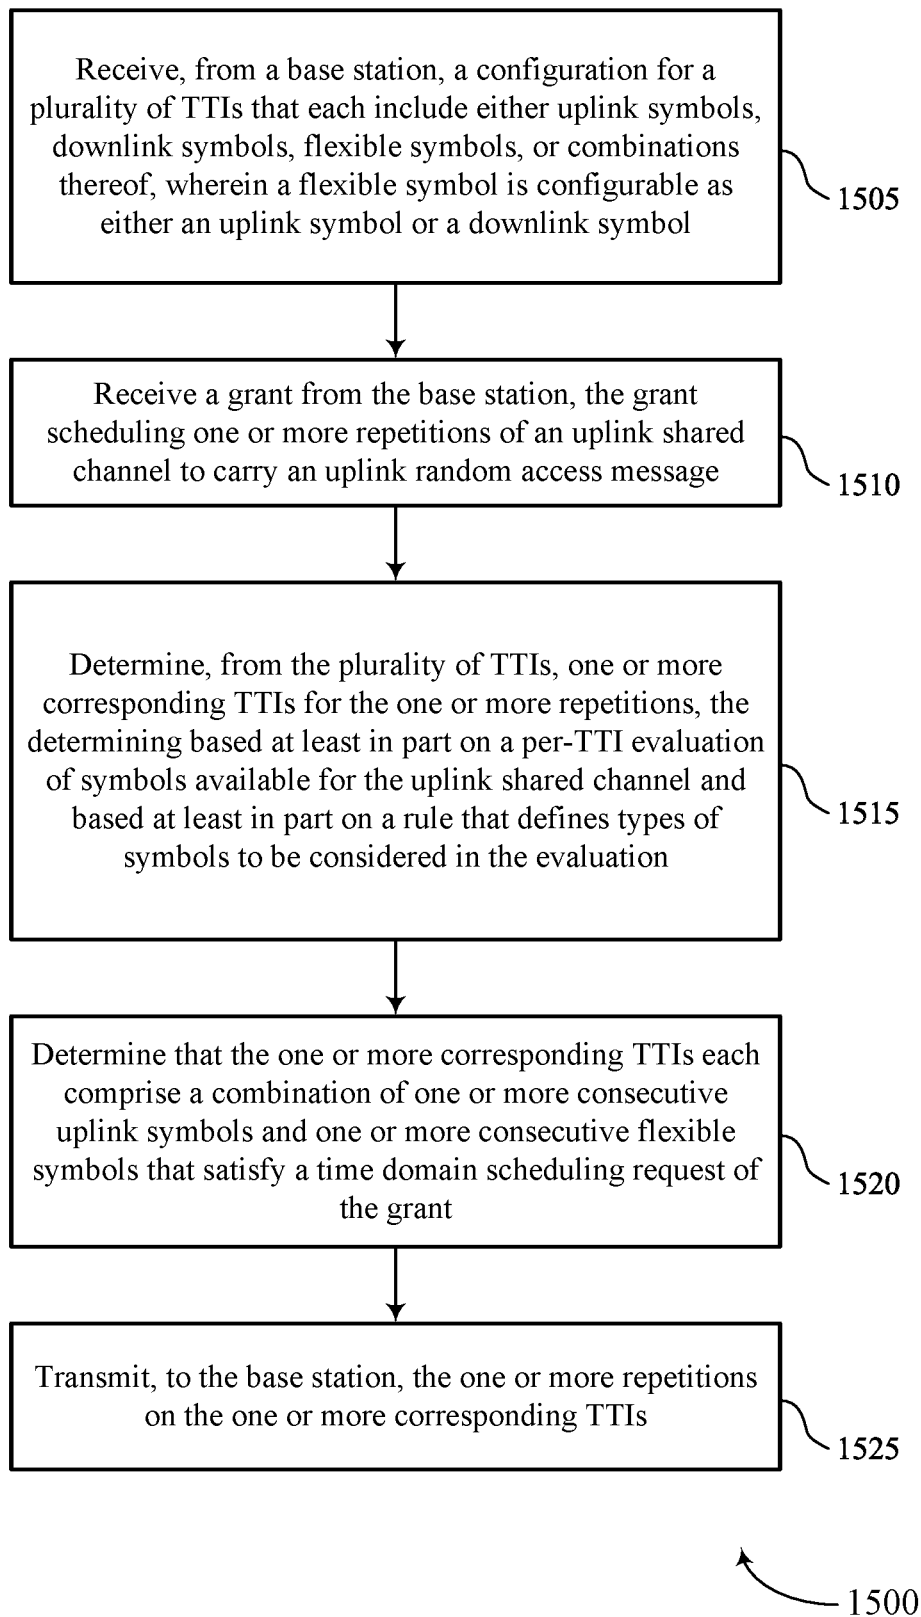 Receive, from a base station, a configuration for a
plurality of TTIs that each include either uplink symbols,
downlink symbols, flexible symbols, or combinations
thereof, wherein a flexible symbol is configurable as
either an uplink symbol or a downlink symbol
1505
Receive a grant from the base station, the grant
scheduling one or more repetitions of an uplink shared
channel to carry an uplink random access message
1510
Determine, from the plurality of TTIs, one or more
corresponding TTIs for the one or more repetitions, the
determining based at least in part on a per-TTI evaluation
of symbols available for the uplink shared channel and
based at least in part on a rule that defines types of
symbols to be considered in the evaluation
1515
Determine that the one or more corresponding TTIs each
comprise a combination of one or more consecutive
uplink symbols and one or more consecutive flexible
symbols that satisfy a time domain scheduling request of
the grant
1520
Transmit, to the base station, the one or more repetitions
on the one or more corresponding TTIs
1525
1500